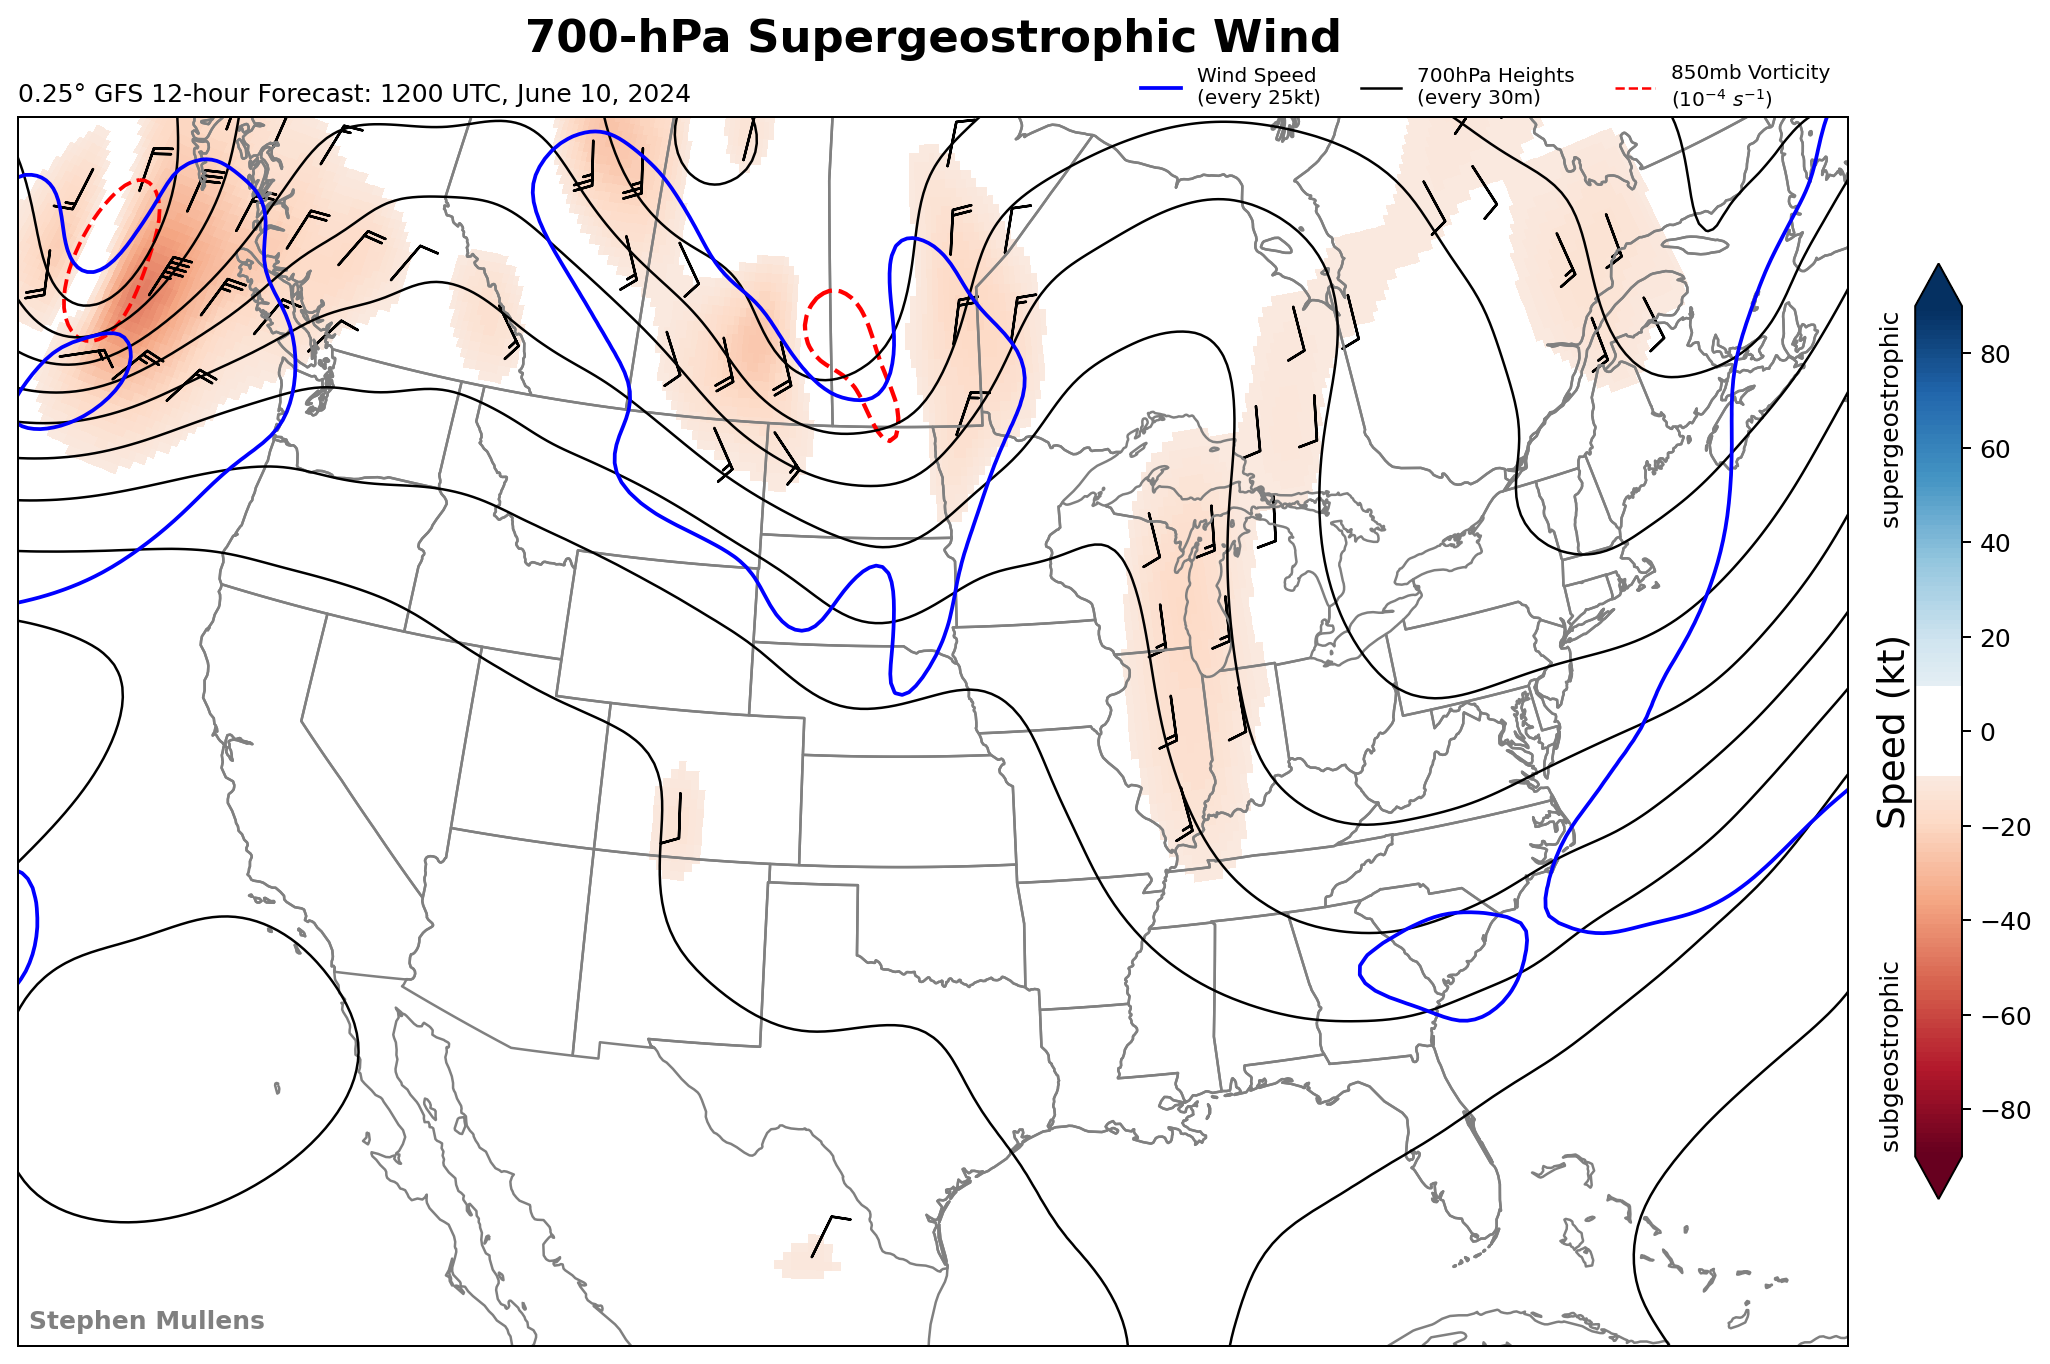 700-hPa Supergeostrophic Wind
0.25° GFS 12-hour Forecast: 1200 UTC, June 10, 2024
Wind Speed
(every 25kt)
700hPa Heights
(every 30m)
850mb Vorticity
(10⁻⁴ s⁻¹)
supergeostrophic
Speed (kt)
subgeostrophic
80
60
40
20
0
−20
−40
−60
−80
Stephen Mullens